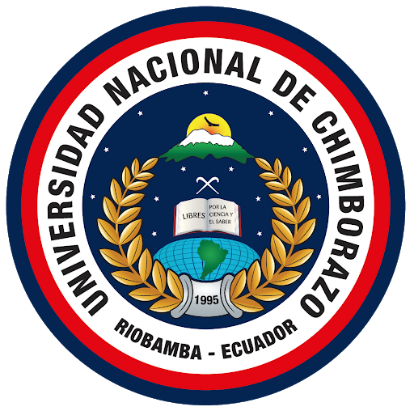 UNIVERSIDAD NACIONAL DE CHIMBORAZO
LIBRES
POR LA
CIENCIA Y
EL SABER
1995
RIOBAMBA - ECUADOR